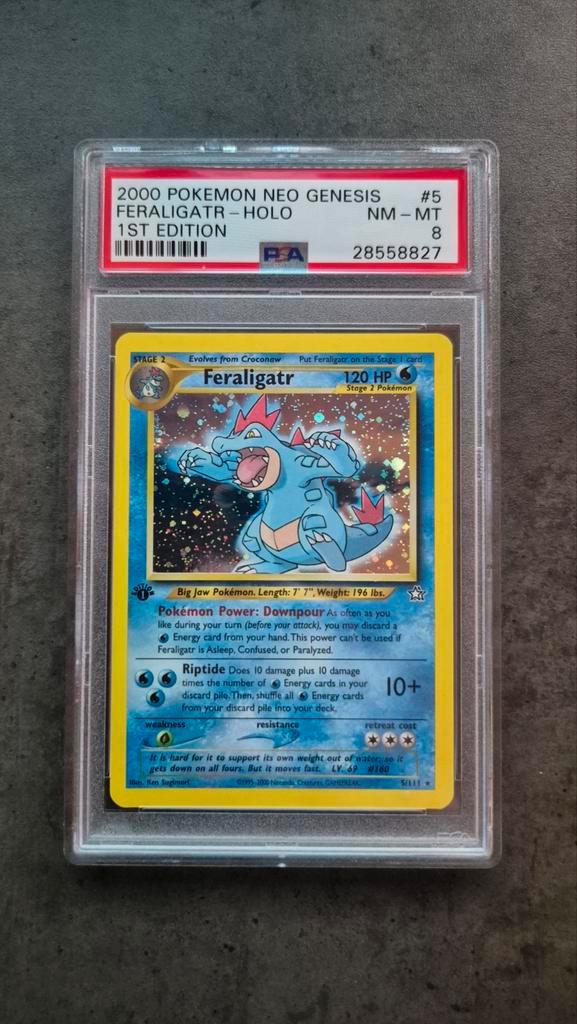 2000 POKEMON NEO GENESIS #5
FERALIGATR - HOLO NM - MT
1ST EDITION 8
PSA 28558827
STAGE 2 Evolves from Croconaw Put Feraligatr on the Stage 1 card
Feraligatr 120 HP
Stage 2 Pokémon
Edition 1
Big Jaw Pokémon. Length: 7' 7", Weight: 196 lbs.
Pokémon Power: Downpour As often as you
like during your turn (before your attack), you may discard a
Energy card from your hand. This power can't be used if
Feraligatr is Asleep, Confused, or Paralyzed.
Riptide Does 10 damage plus 10 damage
times the number of Energy cards in your
discard pile. Then, shuffle all Energy cards
from your discard pile into your deck.
10+
weakness resistance retreat cost
It is hard for it to support its own weight out of water, so it
gets down on all fours. But it moves fast. LV. 69 #160
Illus. Ken Sugimori ©1995-2000 Nintendo, Creatures, GAMEFREAK. 5/111